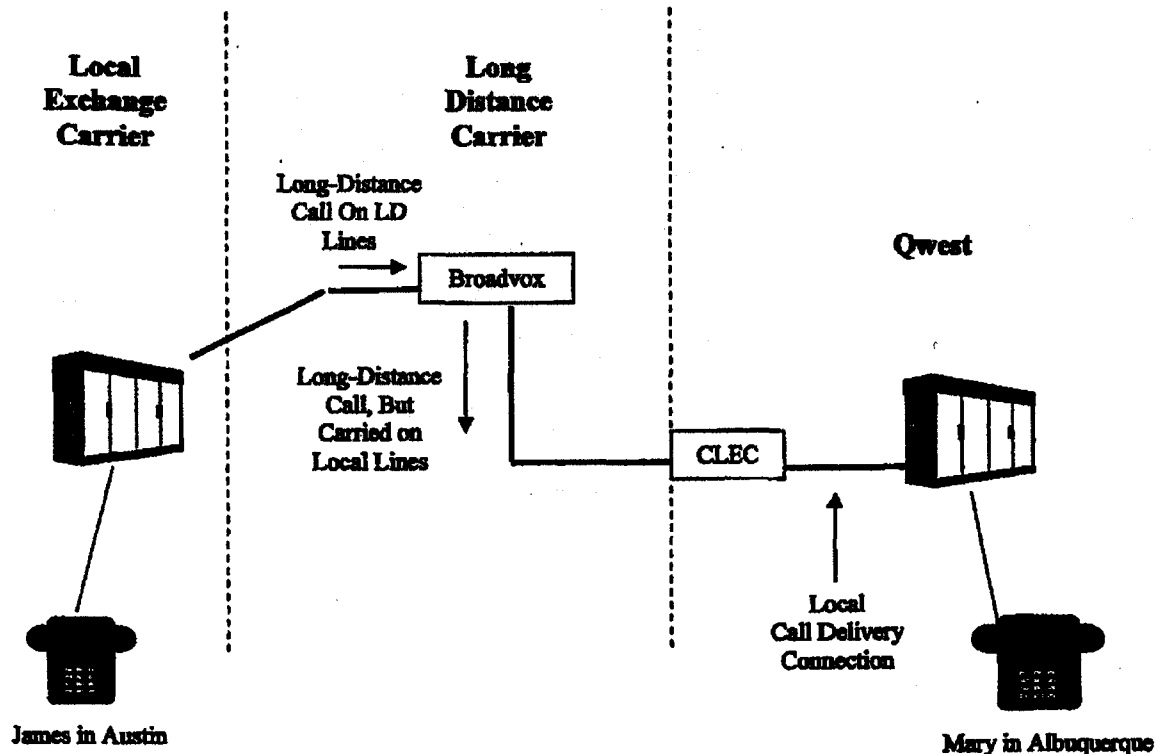 Local
Exchange
Carrier
Long
Distance
Carrier
Long-Distance
Call On LD
Lines
Qwest
Broadvox
Long-Distance
Call, But
Carried on
Local Lines
CLEC
Local
Call Delivery
Connection
James in Austin
Mary in Albuquerque